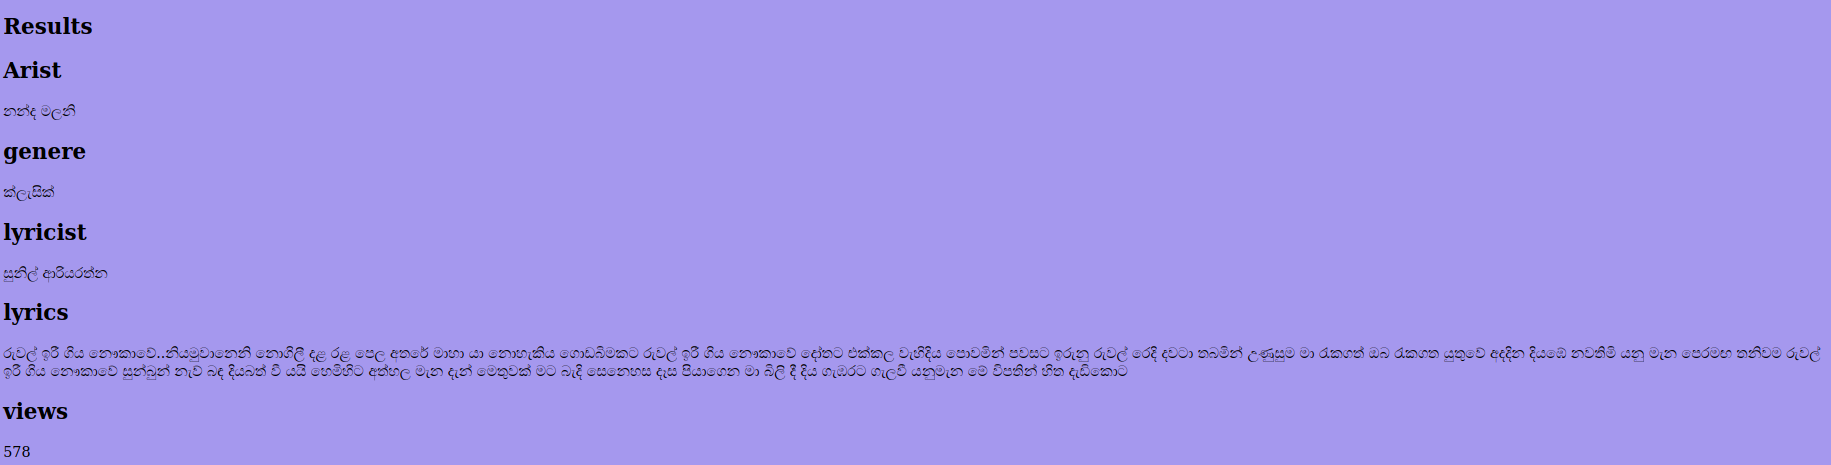 Results
Arist
නන්ද මලනි
genere
ක්ලැසික්
lyricist
සුනිල් ආරියරත්න
lyrics
රුවල් ඉරී ගිය නෞකාවේ..නියමුවානෙනි නොගිලී දැළ රළ පෙල අතරේ මාහා යා නොහැකිය ගොඩබිමකට රුවල් ඉරී ගිය නෞකාවේ දෝතට එක්කල වැහිදිය පොවමින් පවසට ඉරුනු රුවල් රෙදි දවටා තබමින් උණුසුම මා රැකගත් ඔබ රැකගත යුතුවේ අදදින දියඹේ නවතිමි යනු මැන පෙරමඟ තනිවම රුවල්
ඉරී ගිය නෞකාවේ සුන්බුන් නැව් බඳ දියබත් වී යයි හෙමිහිට අත්හල මැන දැන් මෙතුවක් මට බැඳි සෙනෙහස දෑස පියාගෙන මා බිලි දී දිය ගැඹරට ගැලවී යනුමැන මේ විපතින් හිත දැඩිකොට
views
578